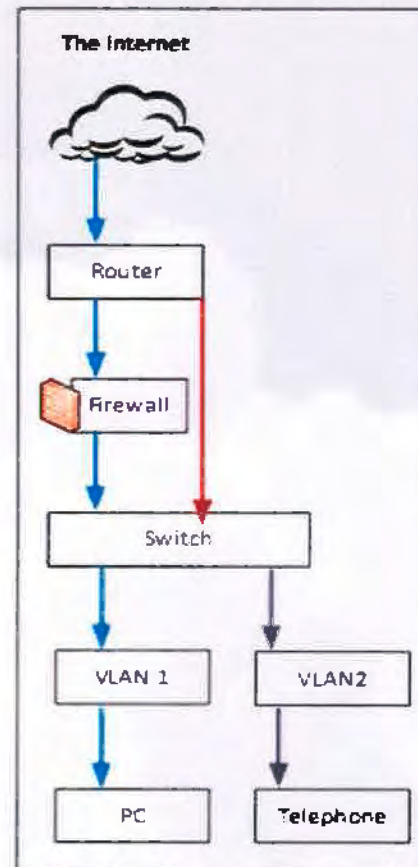 The Internet
Router
Firewall
Switch
VLAN 1
VLAN2
PC
Telephone